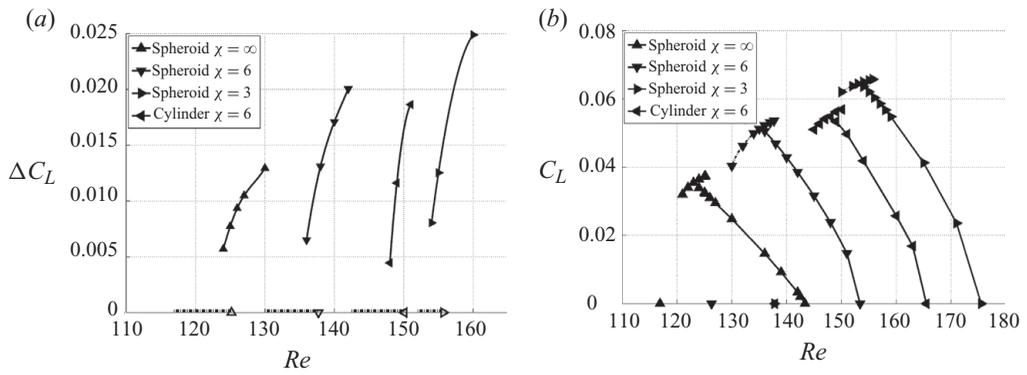 (a)
0.025
0.020
0.015
0.010
0.005
0
ΔC_L
Spheroid χ = ∞
Spheroid χ = 6
Spheroid χ = 3
Cylinder χ = 6
110 120 130 140 150 160
Re
(b)
0.08
0.06
0.04
0.02
0
C_L
Spheroid χ = ∞
Spheroid χ = 6
Spheroid χ = 3
Cylinder χ = 6
110 120 130 140 150 160 170 180
Re